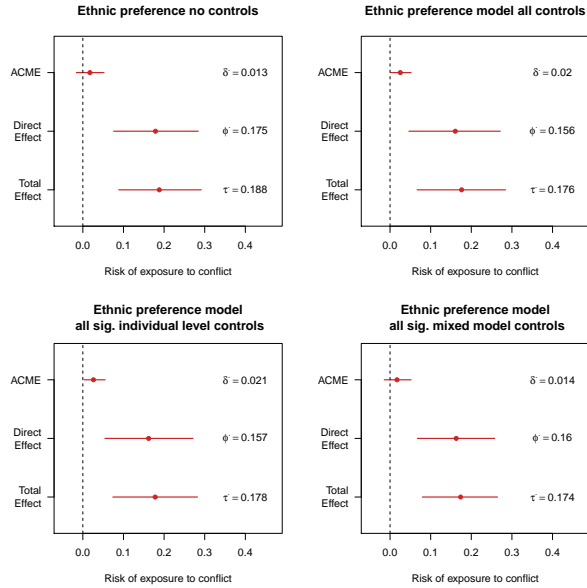 Ethnic preference no controls
ACME
δ̄ = 0.013
Direct
Effect
φ̄ = 0.175
Total
Effect
τ̄ = 0.188
0.0 0.1 0.2 0.3 0.4
Risk of exposure to conflict
Ethnic preference model all controls
ACME
δ̄ = 0.02
Direct
Effect
φ̄ = 0.156
Total
Effect
τ̄ = 0.176
0.0 0.1 0.2 0.3 0.4
Risk of exposure to conflict
Ethnic preference model
all sig. individual level controls
ACME
δ̄ = 0.021
Direct
Effect
φ̄ = 0.157
Total
Effect
τ̄ = 0.178
0.0 0.1 0.2 0.3 0.4
Risk of exposure to conflict
Ethnic preference model
all sig. mixed model controls
ACME
δ̄ = 0.014
Direct
Effect
φ̄ = 0.16
Total
Effect
τ̄ = 0.174
0.0 0.1 0.2 0.3 0.4
Risk of exposure to conflict